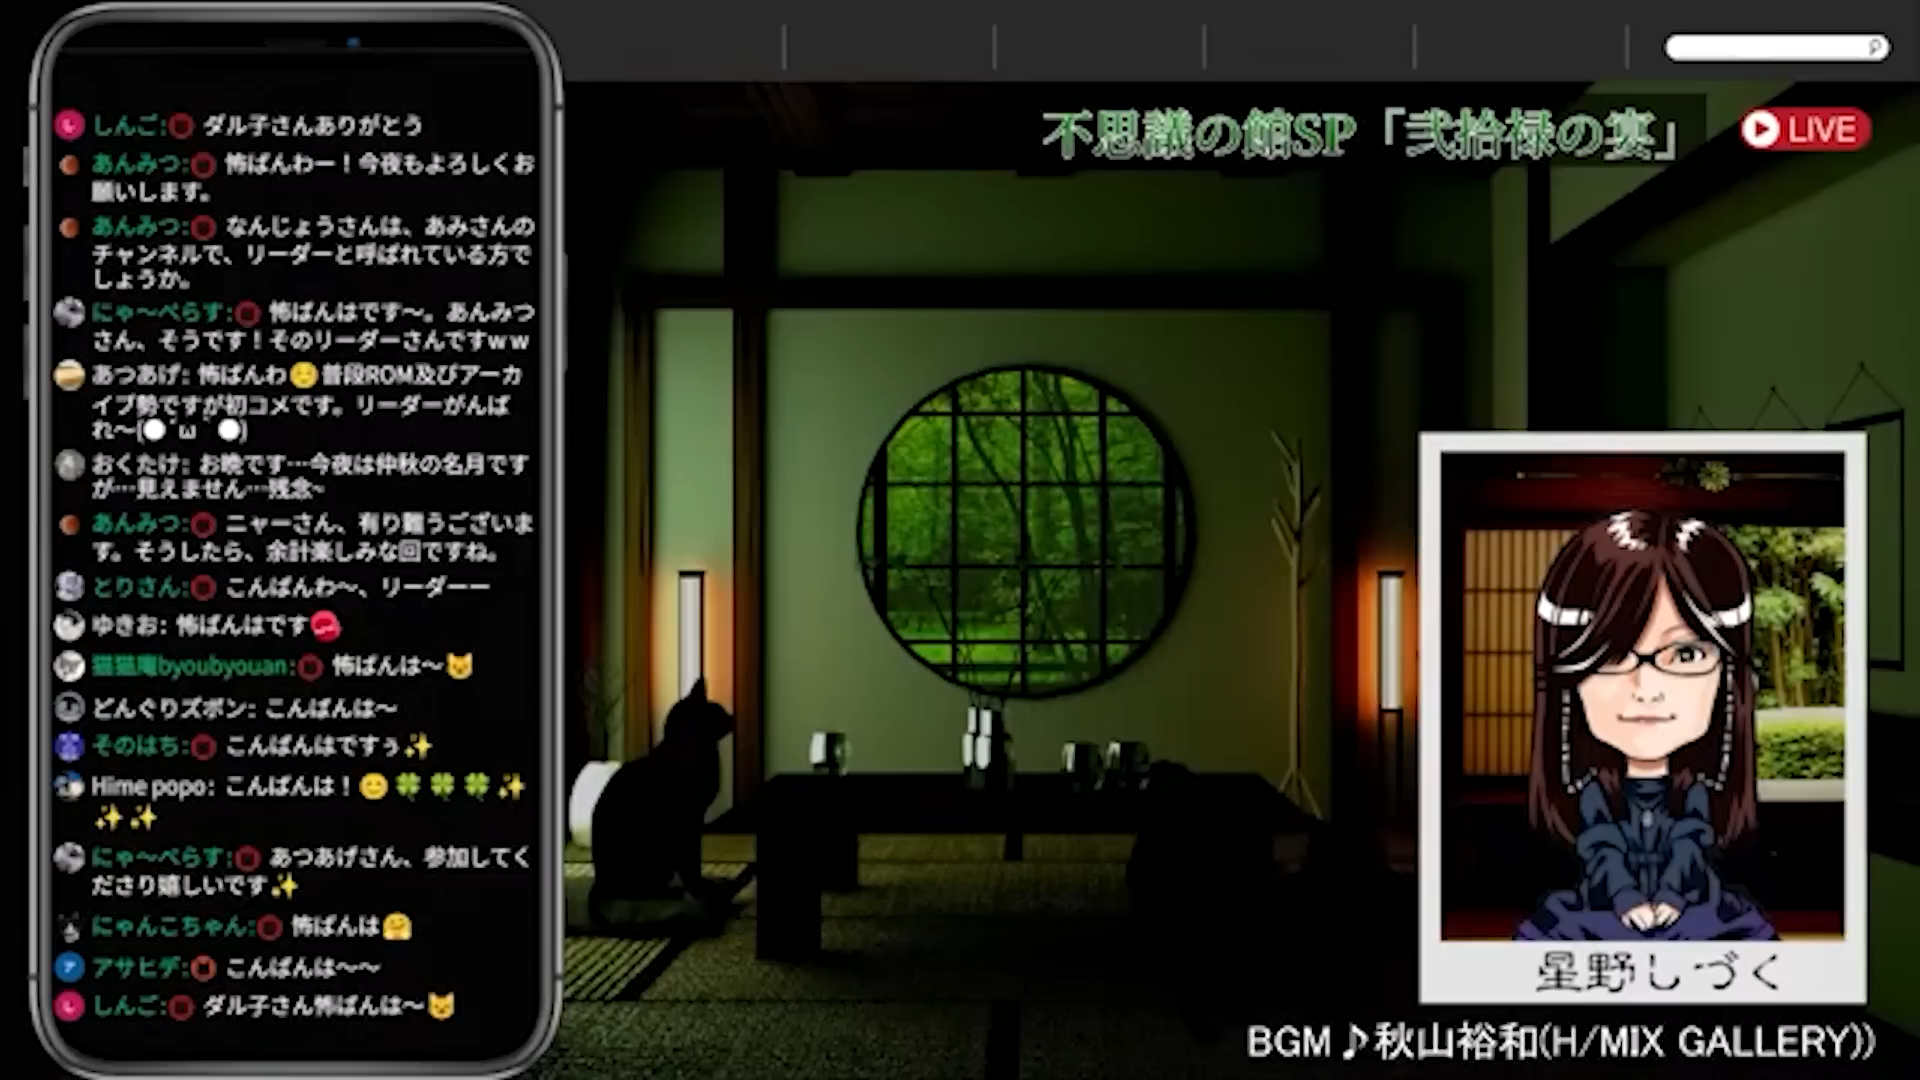 しんご: ダル子さんありがとう
あんみつ: 怖ばんわー！今夜もよろしくお
願いします。
あんみつ: なんじょうさんは、あみさんの
チャンネルで、リーダーと呼ばれている方で
しょうか。
にゃ～ぺらす: 怖ばんはです～。あんみつ
さん、そうです！そのリーダーさんですｗｗ
あつあげ: 怖ばんわ😌普段ROM及びアーカ
イブ勢ですが初コメです。リーダーがんば
れ～(●´ω｀●)
おくたけ: お晩です…今夜は仲秋の名月です
が…見えません…残念~
あんみつ: ニャーさん、有り難うございま
す。そうしたら、余計楽しみな回ですね。
とりさん: こんばんわ～、リーダーー
ゆきお: 怖ばんはです
猫猫庵byoubyouan: 怖ばんは～🐱
どんぐりズボン: こんばんは～
そのはち: こんばんはですぅ✨
Hime popo: こんばんは！😊🍀🍀🍀✨
✨✨
にゃ～ぺらす: あつあげさん、参加してく
ださり嬉しいです✨
にゃんこちゃん: 怖ばんは🤗
アサヒデ: こんばんは～～
しんご: ダル子さん怖ばんは～🐱
不思議の館SP「弐拾禄の宴」
LIVE
星野しづく
BGM♪秋山裕和(H/MIX GALLERY))